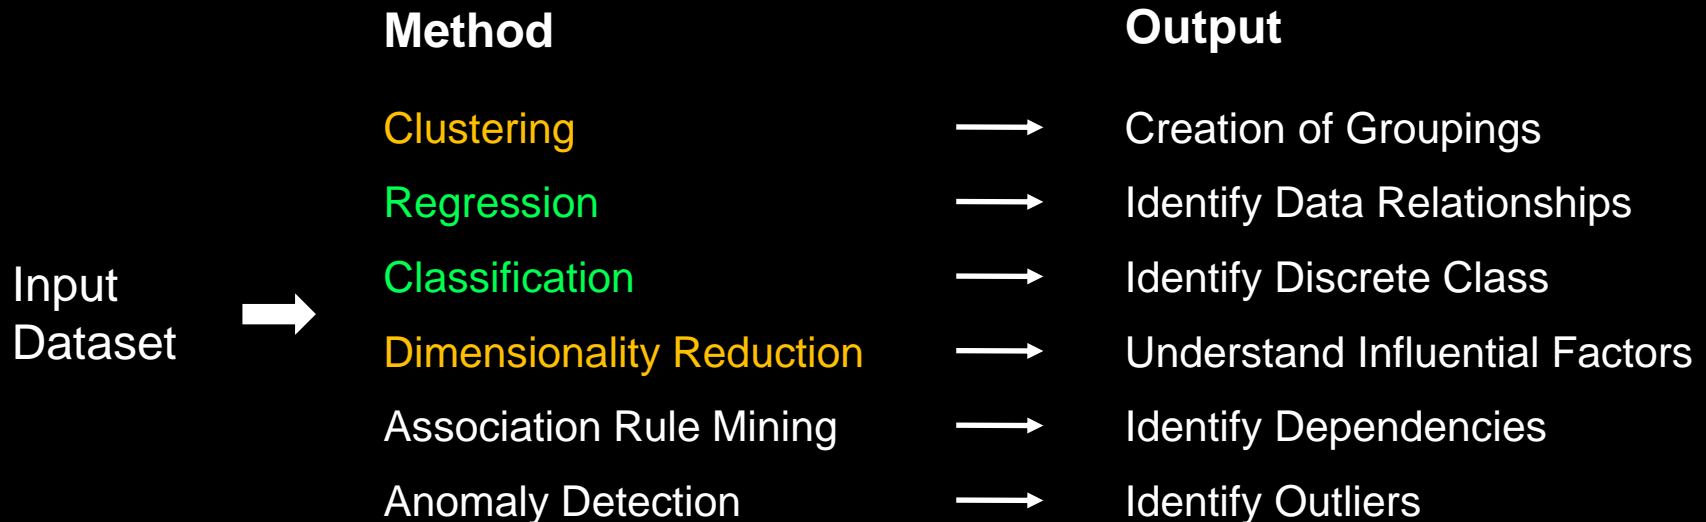 Method
Output
Clustering
Creation of Groupings
Regression
Identify Data Relationships
Input
Dataset
Classification
Identify Discrete Class
Dimensionality Reduction
Understand Influential Factors
Association Rule Mining
Identify Dependencies
Anomaly Detection
Identify Outliers